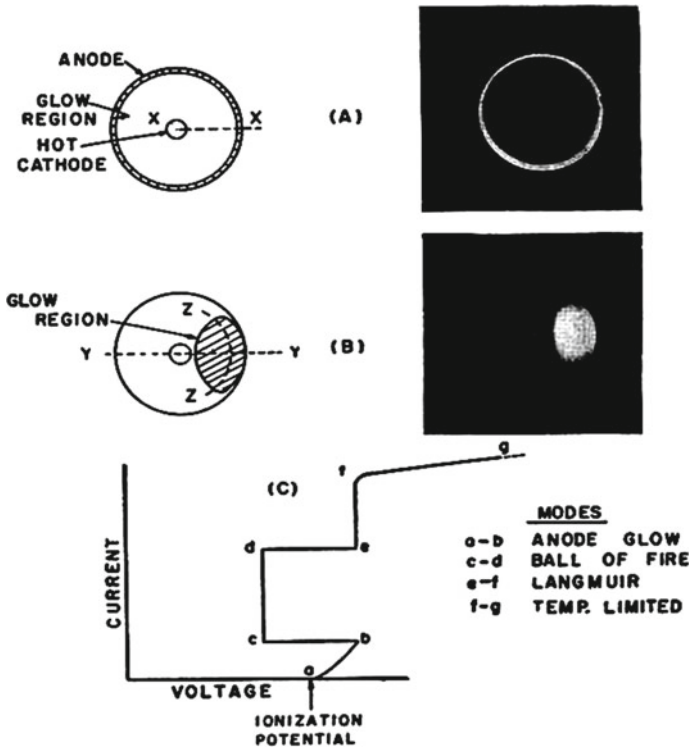 ANODE
GLOW
REGION
X
X
HOT
CATHODE
(A)
GLOW
REGION
Z
Y
Y
Z
(B)
(C)
g
f
d
e
c
b
a
CURRENT
VOLTAGE
IONIZATION
POTENTIAL
MODES
a-b ANODE GLOW
c-d BALL OF FIRE
e-f LANGMUIR
f-g TEMP. LIMITED